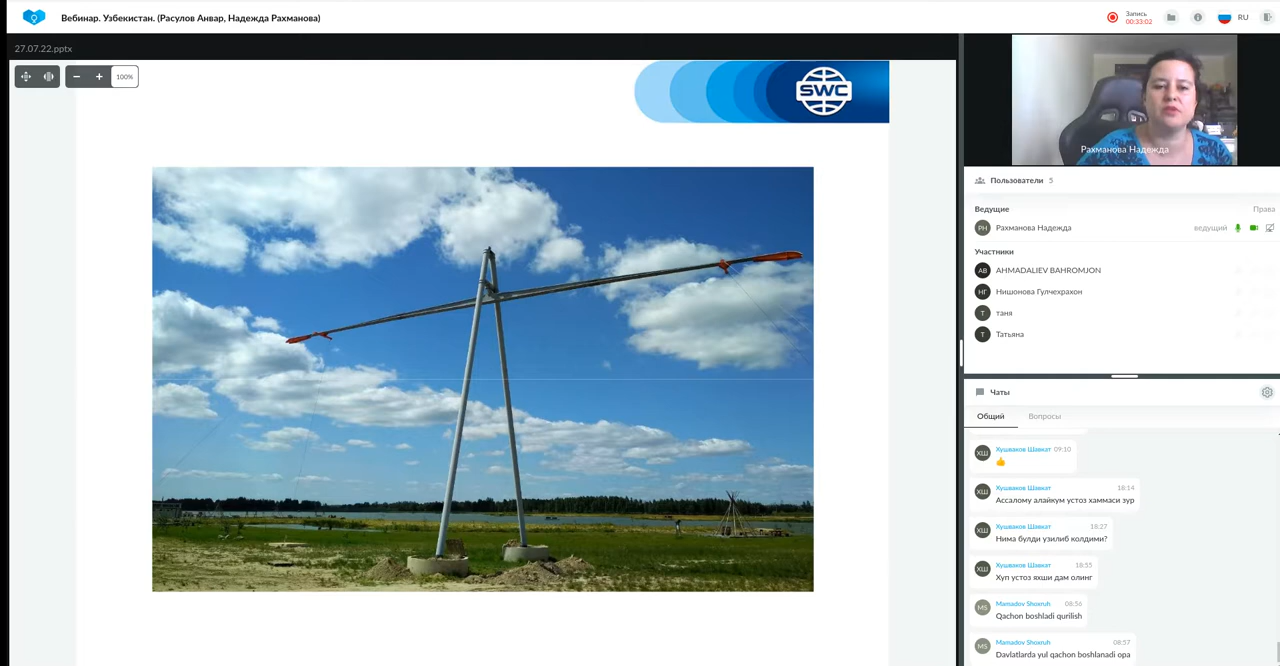 Вебинар. Узбекистан. (Расулов Анвар, Надежда Рахманова)
Запись
00:33:02
RU
27.07.22.pptx
100%
SWC
Рахманова Надежда
Пользователи 5
Ведущие
Права
РН
Рахманова Надежда
ведущий
Участники
AB
AHMADALIEV BAHROMJON
НГ
Нишонова Гулчехрахон
Т
таня
Т
Татьяна
Чаты
Общий
Вопросы
ХШ
Хушваков Шавкат 09:10
👍
ХШ
Хушваков Шавкат 18:14
Ассалому алайкум устоз хаммаси зур
ХШ
Хушваков Шавкат 18:27
Нима булди узилиб колдими?
ХШ
Хушваков Шавкат 18:55
Хуп устоз яхши дам олинг
MS
Mamadov Shoxruh 08:56
Qachon boshladi qurilish
MS
Mamadov Shoxruh 08:57
Davlatlarda yul qachon boshlanadi opa